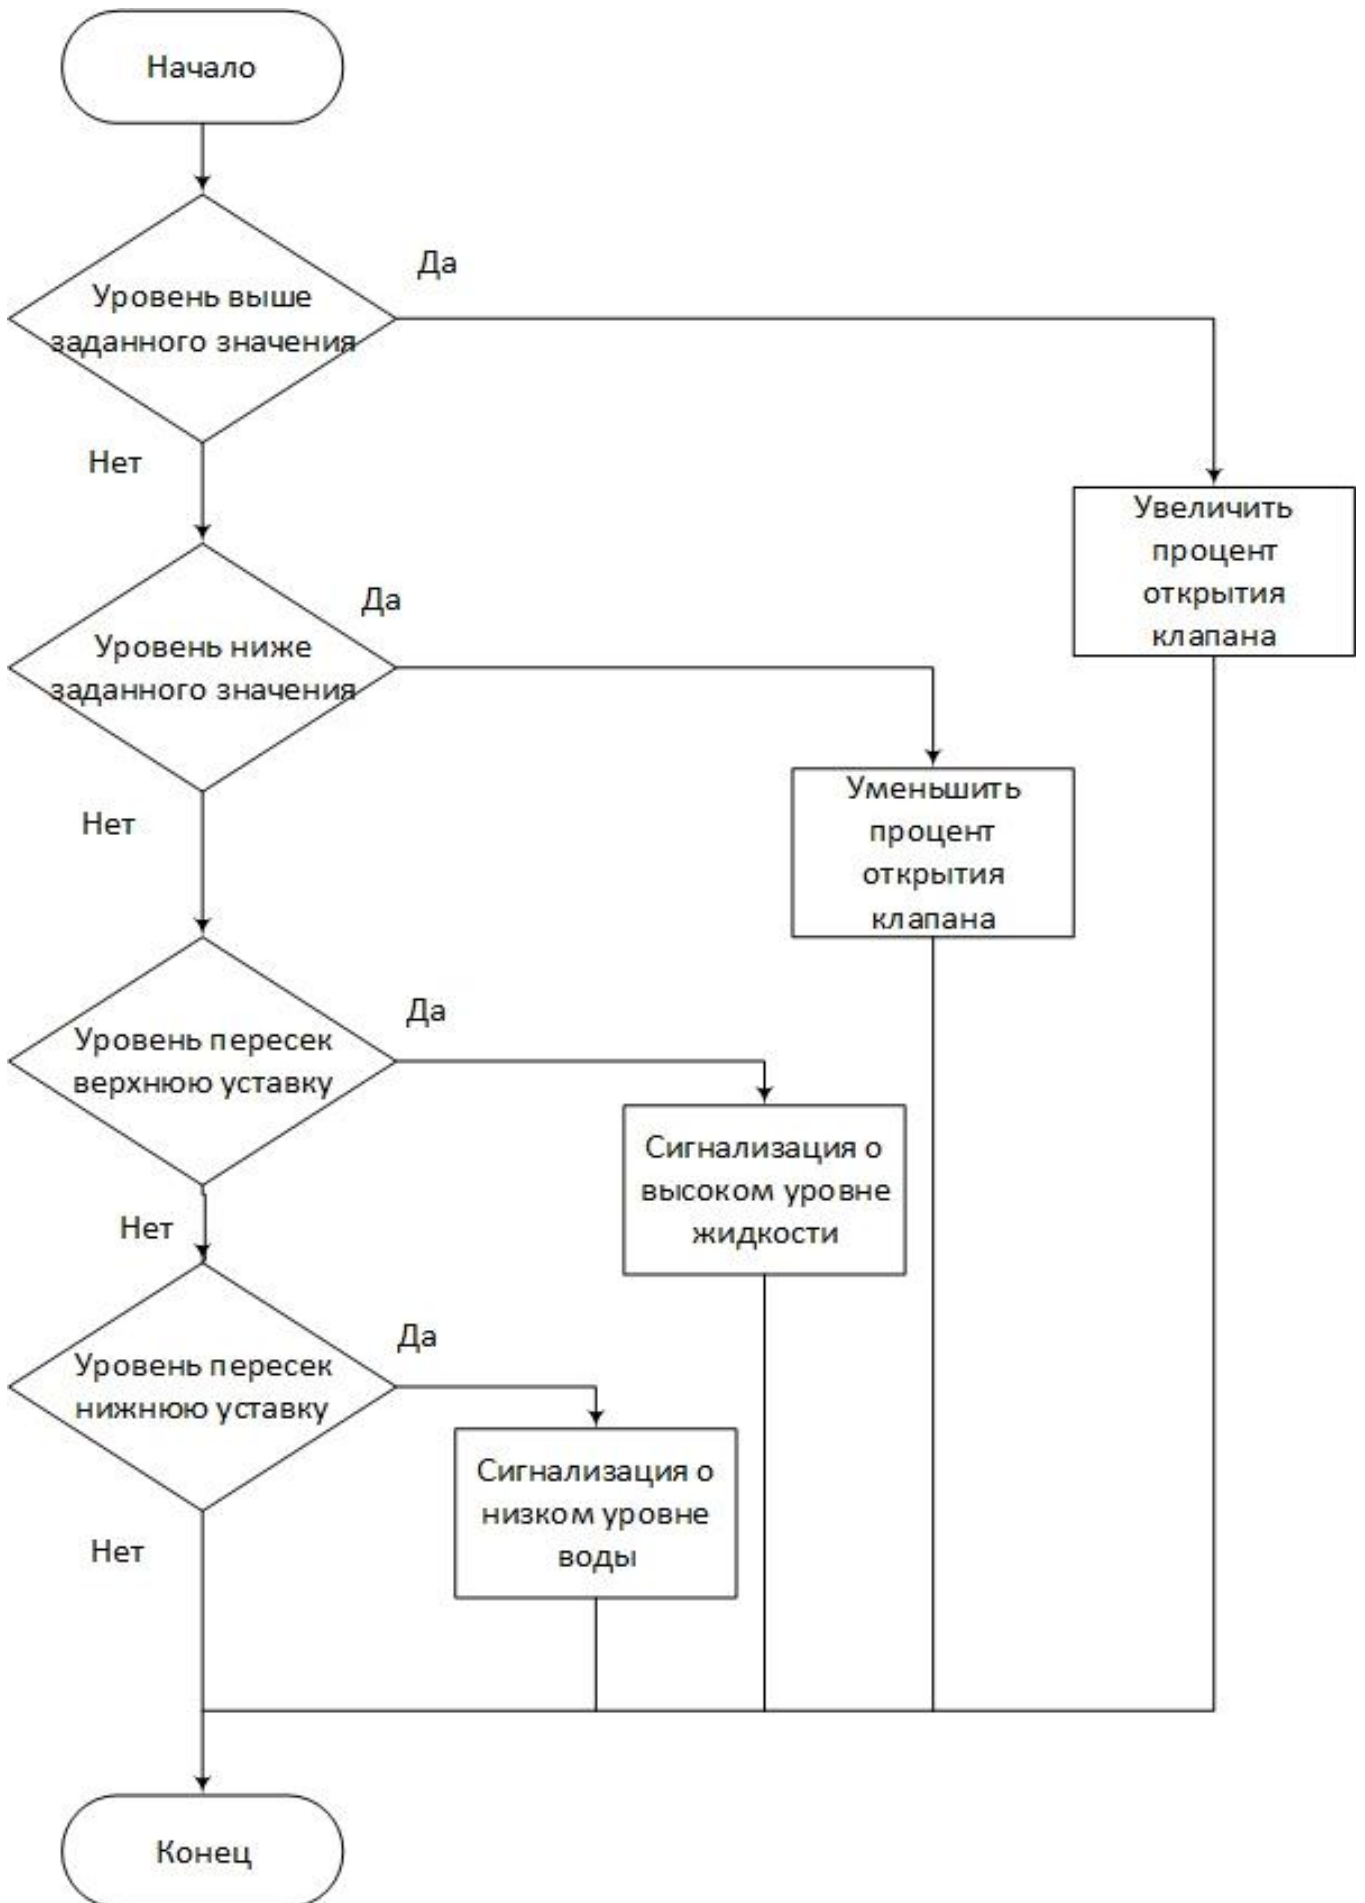 Начало
Да
Уровень выше
заданного значения
Нет
Увеличить
процент
открытия
клапана
Да
Уровень ниже
заданного значения
Нет
Уменьшить
процент
открытия
клапана
Да
Уровень пересек
верхнюю уставку
Сигнализация о
высоком уровне
жидкости
Нет
Да
Уровень пересек
нижнюю уставку
Сигнализация о
низком уровне
воды
Нет
Конец